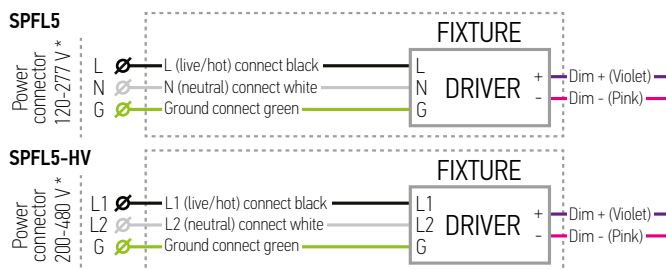 SPFL5
FIXTURE
Power connector 120-277 V *
L L (live/hot) connect black L
N N (neutral) connect white N
G Ground connect green G
DRIVER
+ Dim + (Violet)
- Dim - (Pink)
SPFL5-HV
FIXTURE
Power connector 200-480 V *
L1 L1 (live/hot) connect black L1
L2 L2 (neutral) connect white L2
G Ground connect green G
DRIVER
+ Dim + (Violet)
- Dim - (Pink)